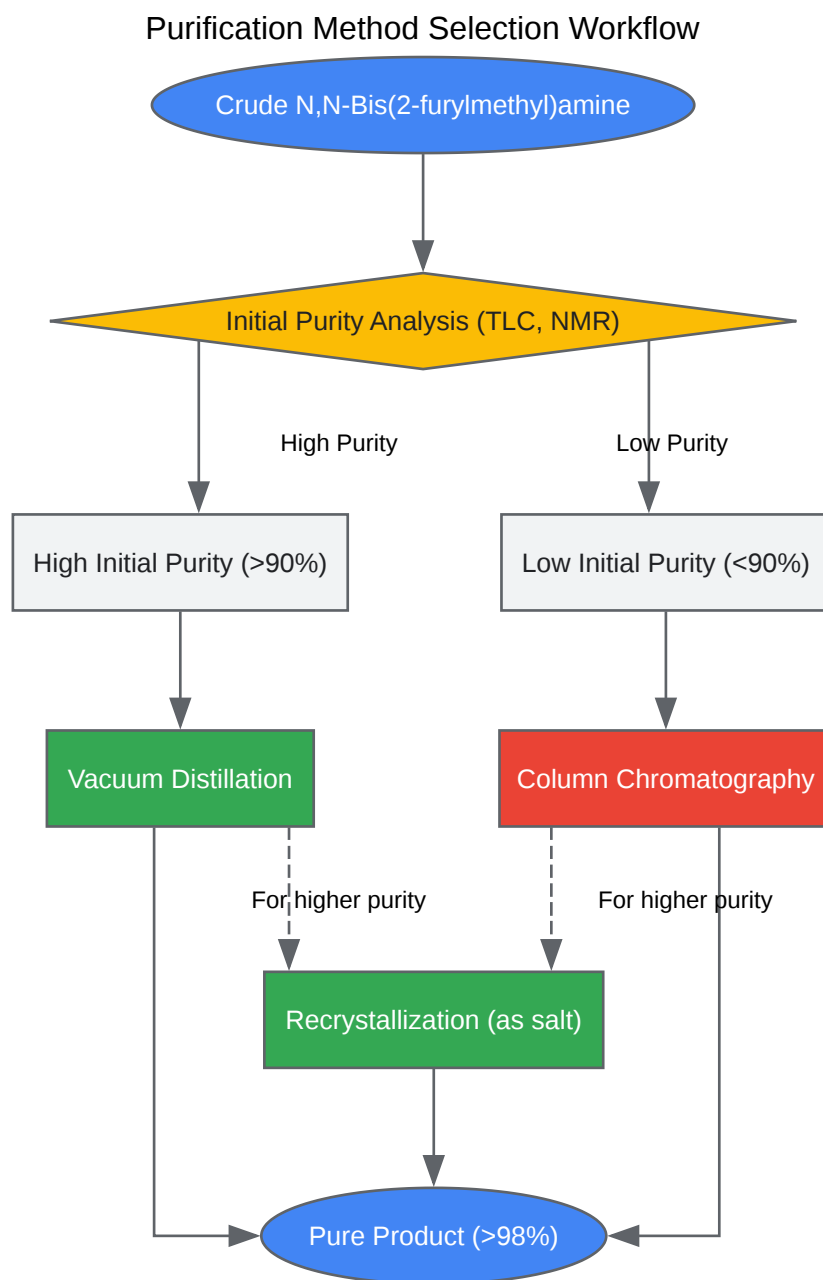 Purification Method Selection Workflow
Crude N,N-Bis(2-furylmethyl)amine
Initial Purity Analysis (TLC, NMR)
High Purity
Low Purity
High Initial Purity (>90%)
Low Initial Purity (<90%)
Vacuum Distillation
Column Chromatography
For higher purity
For higher purity
Recrystallization (as salt)
Pure Product (>98%)